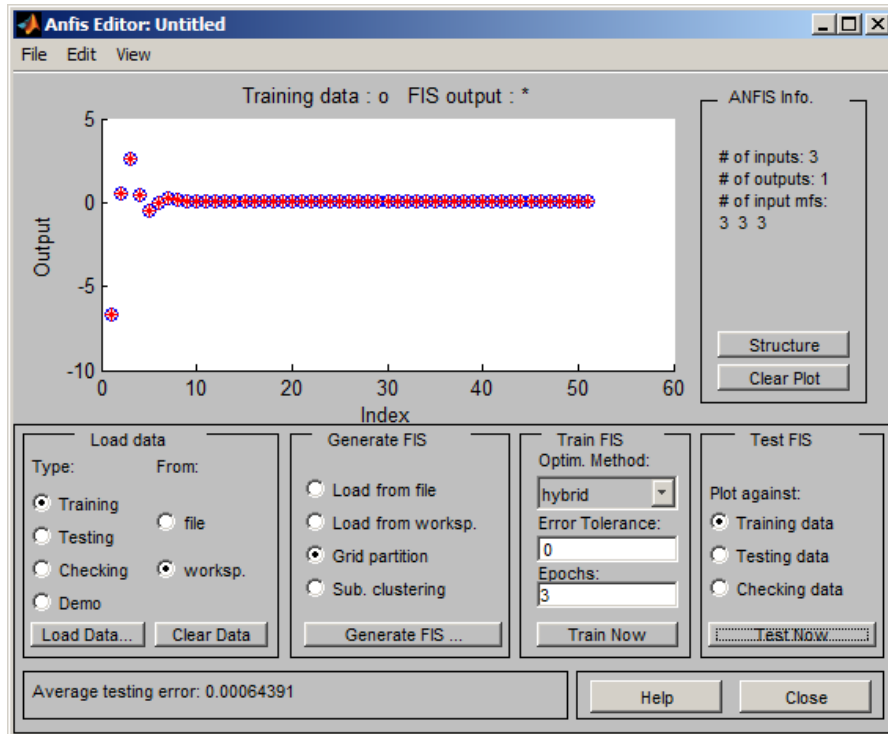 Anfis Editor: Untitled
File Edit View
Training data : o FIS output : *
5
0
-5
-10
Output
0 10 20 30 40 50 60
Index
ANFIS Info.
# of inputs: 3
# of outputs: 1
# of input mfs:
3 3 3
Structure
Clear Plot
Load data
Type: From:
Training
Testing
Checking
Demo
file
worksp.
Load Data... Clear Data
Generate FIS
Load from file
Load from worksp.
Grid partition
Sub. clustering
Generate FIS ...
Train FIS
Optim. Method:
hybrid
Error Tolerance:
0
Epochs:
3
Train Now
Test FIS
Plot against:
Training data
Testing data
Checking data
Test Now
Average testing error: 0.00064391
Help Close